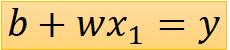 b + wx₁ = y